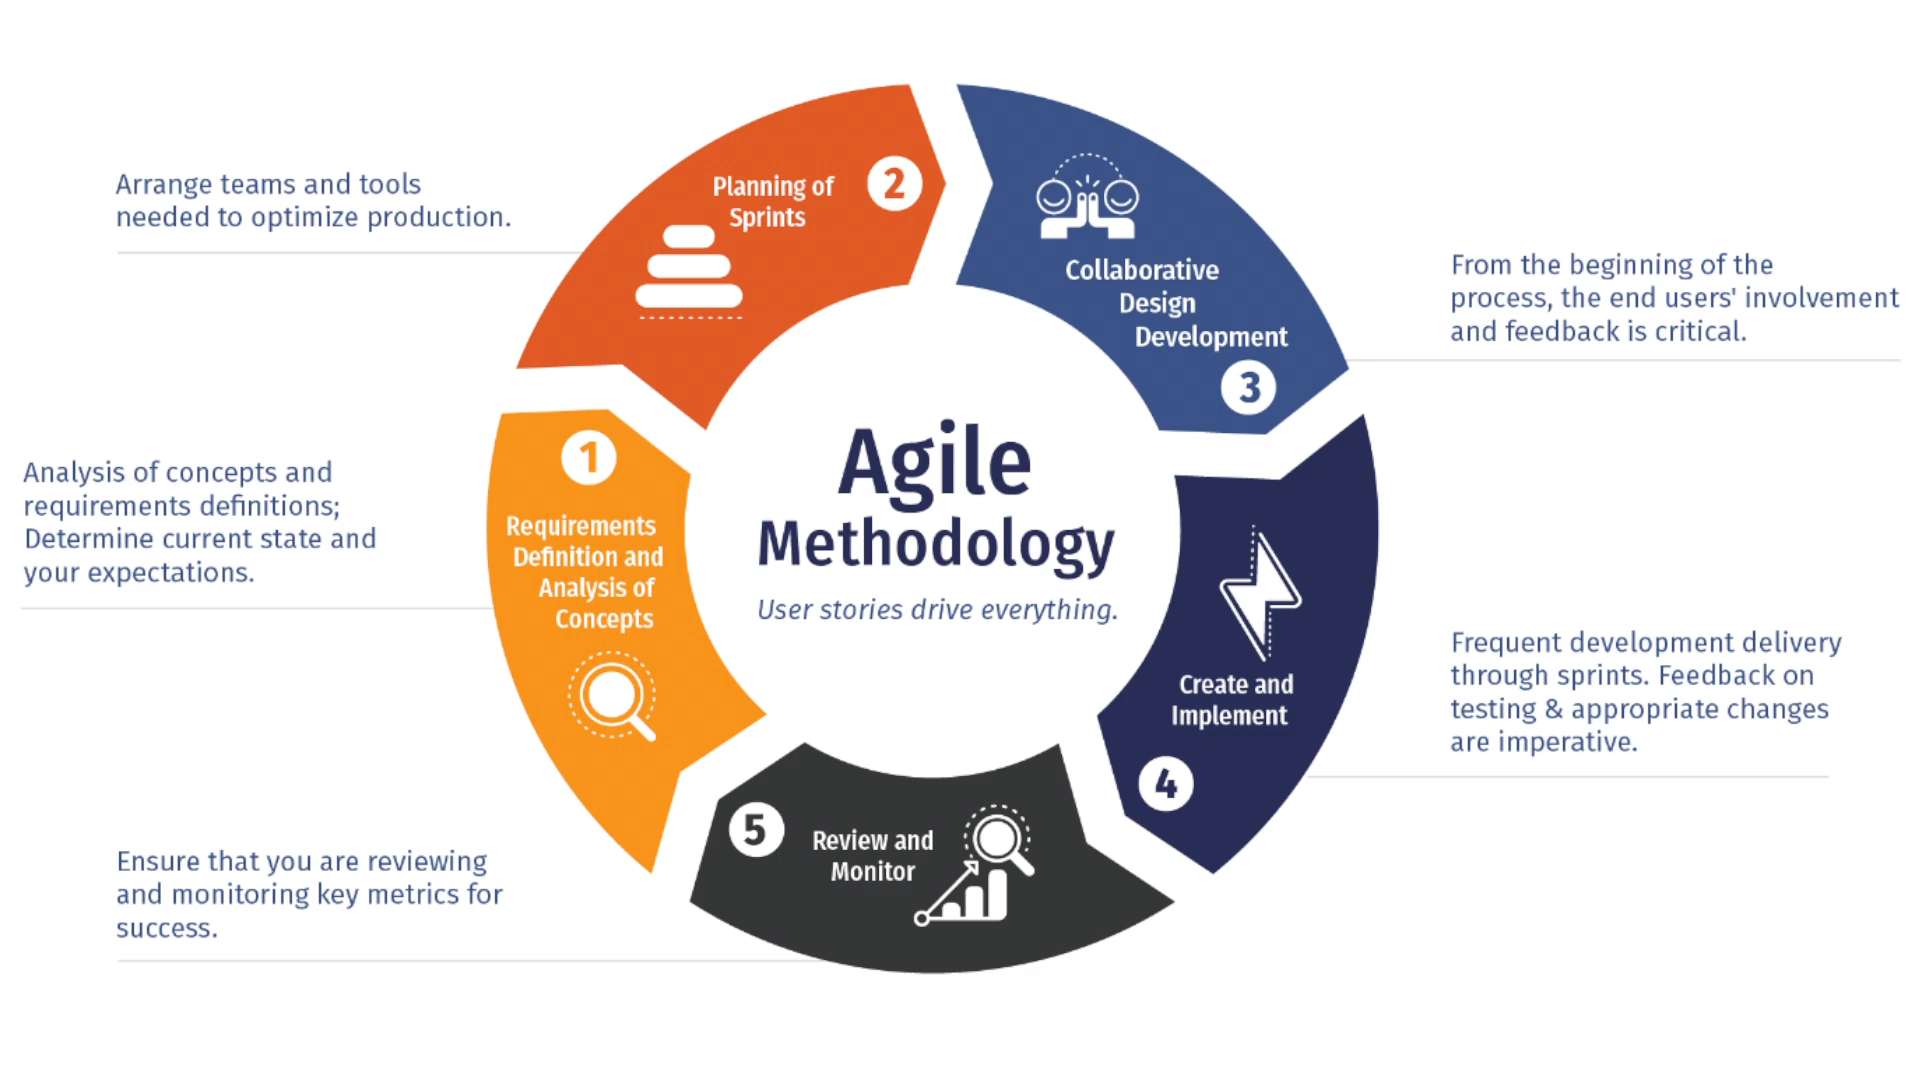 Agile
Methodology
User stories drive everything.
1
Requirements
Definition and
Analysis of
Concepts
Analysis of concepts and
requirements definitions;
Determine current state and
your expectations.
2
Planning of
Sprints
Arrange teams and tools
needed to optimize production.
Collaborative
Design
Development
3
From the beginning of the
process, the end users' involvement
and feedback is critical.
Create and
Implement
4
Frequent development delivery
through sprints. Feedback on
testing & appropriate changes
are imperative.
5
Review and
Monitor
Ensure that you are reviewing
and monitoring key metrics for
success.